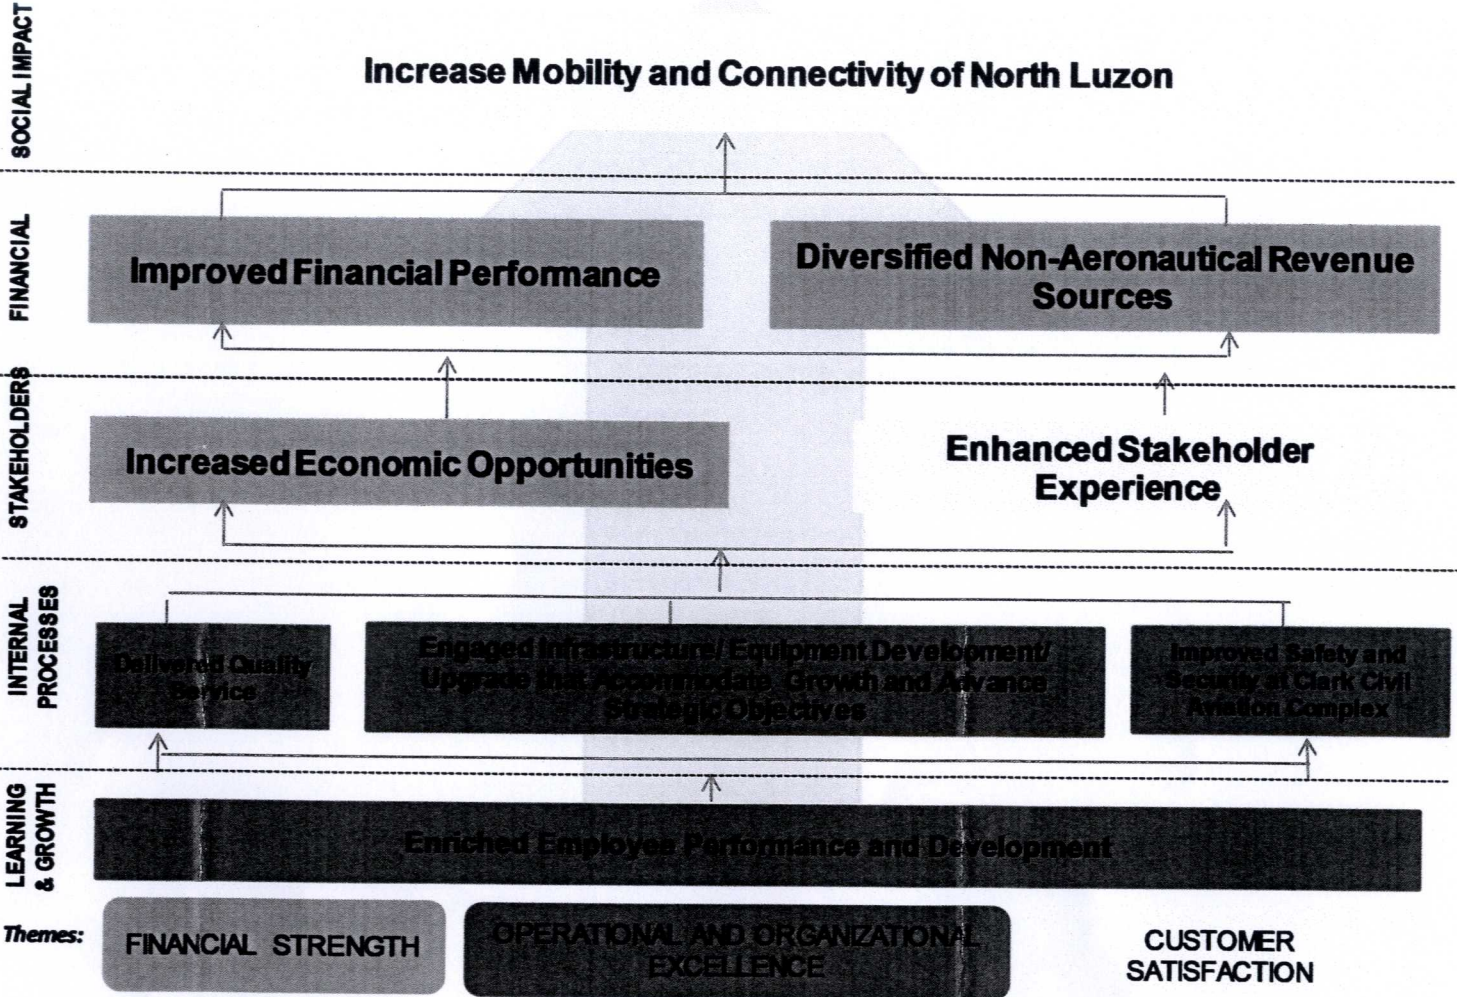 SOCIAL IMPACT
Increase Mobility and Connectivity of North Luzon
FINANCIAL
Improved Financial Performance
Diversified Non-Aeronautical Revenue
Sources
STAKEHOLDERS
Increased Economic Opportunities
Enhanced Stakeholder
Experience
INTERNAL
PROCESSES
Delivered Quality
Service
Engaged Infrastructure/ Equipment Development/
Upgrade that Accommodate Growth and Advance
Strategic Objectives
Improved Safety and
Security at Clark Civil
Aviation Complex
LEARNING
& GROWTH
Enriched Employee Performance and Development
Themes:
FINANCIAL STRENGTH
OPERATIONAL AND ORGANIZATIONAL
EXCELLENCE
CUSTOMER
SATISFACTION